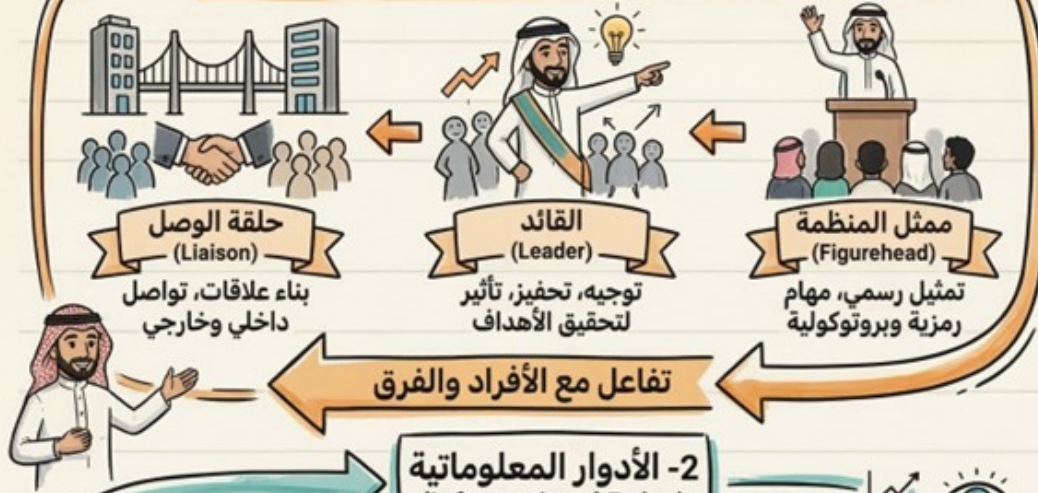 ممثل المنظمة
(Figurehead)
تمثيل رسمي، مهام
رمزية وبروتوكولية
القائد
(Leader)
توجيه، تحفيز، تأثير
لتحقيق الأهداف
حلقة الوصل
(Liaison)
بناء علاقات، تواصل
داخلي وخارجي
تفاعل مع الأفراد والفرق
2- الأدوار المعلوماتية